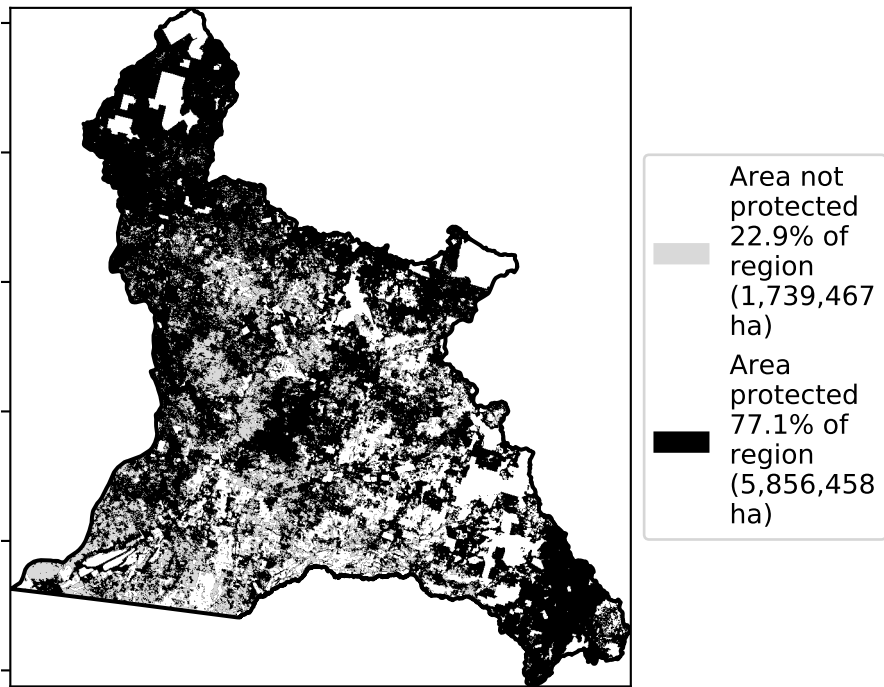 Area not
protected
22.9% of
region
(1,739,467
ha)
Area
protected
77.1% of
region
(5,856,458
ha)